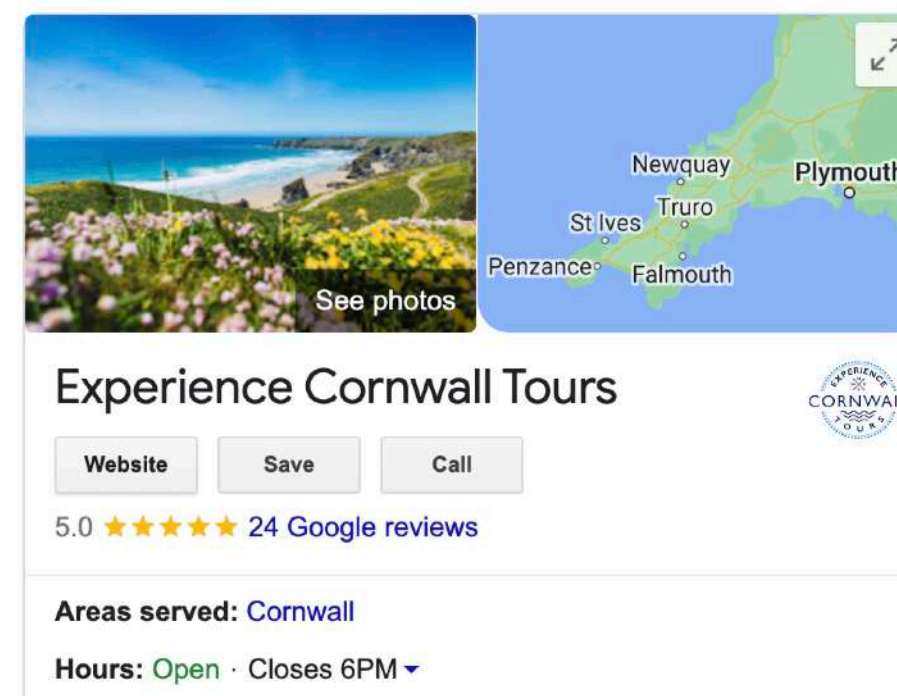 See photos
Newquay
Plymouth
Truro
St Ives
Penzance
Falmouth
Experience Cornwall Tours
EXPERIENCE
CORNWAL
TOURS
Website
Save
Call
5.0 24 Google reviews
Areas served: Cornwall
Hours: Open · Closes 6PM